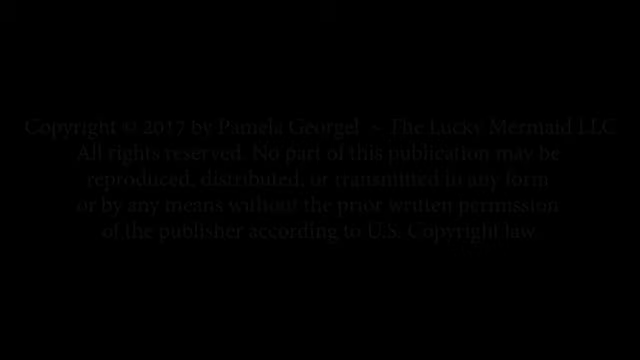 Copyright © 2017 by Pamela Georgel ~ The Lucky Mermaid LLC
All rights reserved. No part of this publication may be
reproduced, distributed, or transmitted in any form
or by any means without the prior written permission
of the publisher according to U.S. Copyright law.